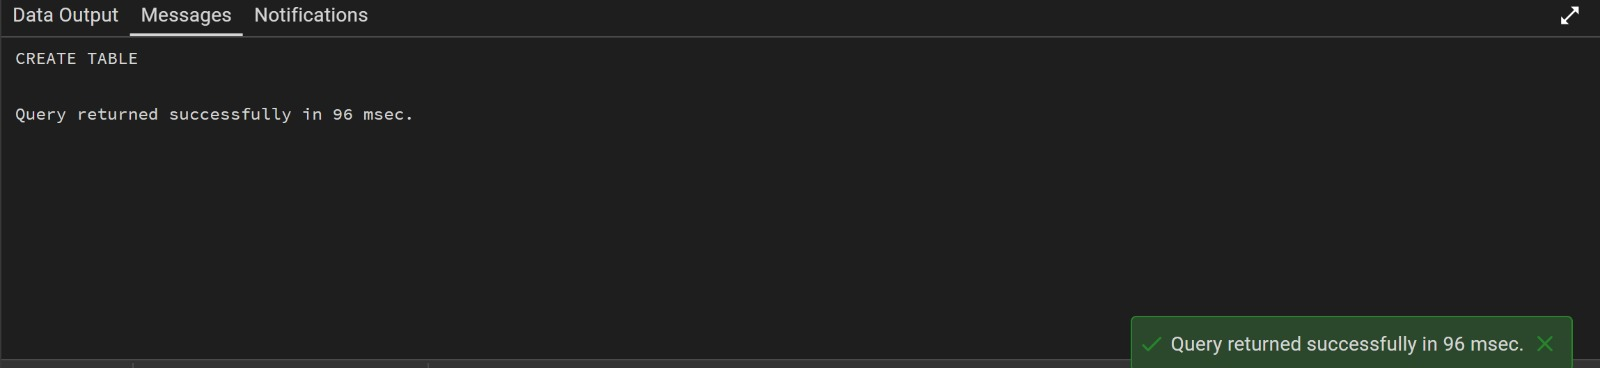 Data Output Messages Notifications
CREATE TABLE
Query returned successfully in 96 msec.
Query returned successfully in 96 msec.